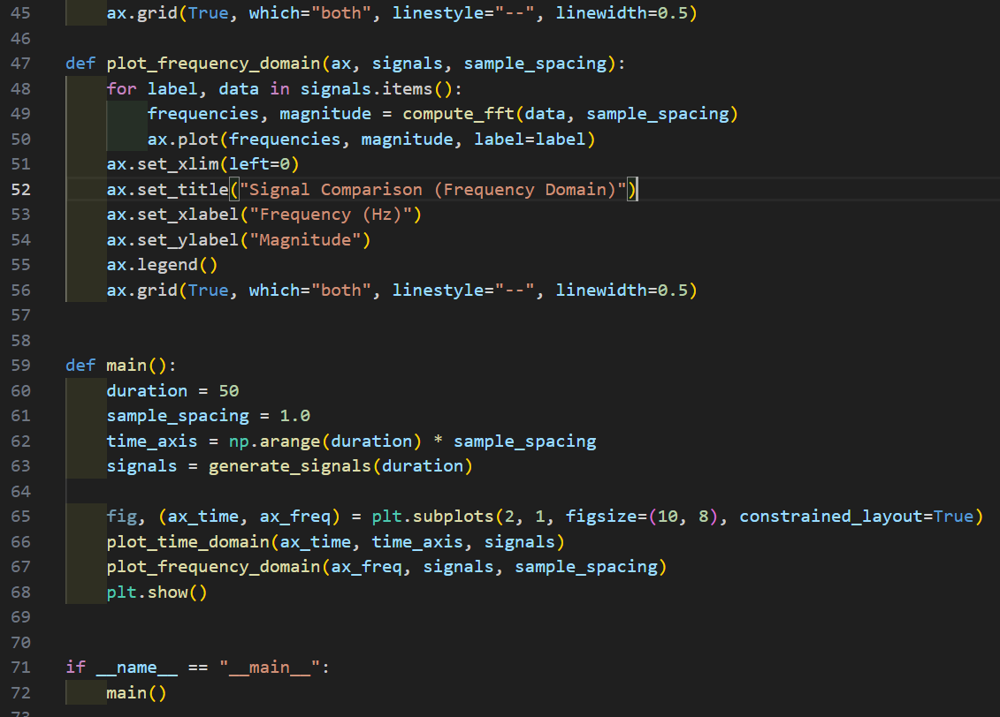 45 ax.grid(True, which="both", linestyle="--", linewidth=0.5)
46
47 def plot_frequency_domain(ax, signals, sample_spacing):
48     for label, data in signals.items():
49         frequencies, magnitude = compute_fft(data, sample_spacing)
50         ax.plot(frequencies, magnitude, label=label)
51     ax.set_xlim(left=0)
52     ax.set_title("Signal Comparison (Frequency Domain)")
53     ax.set_xlabel("Frequency (Hz)")
54     ax.set_ylabel("Magnitude")
55     ax.legend()
56     ax.grid(True, which="both", linestyle="--", linewidth=0.5)
57
58
59 def main():
60     duration = 50
61     sample_spacing = 1.0
62     time_axis = np.arange(duration) * sample_spacing
63     signals = generate_signals(duration)
64
65     fig, (ax_time, ax_freq) = plt.subplots(2, 1, figsize=(10, 8), constrained_layout=True)
66     plot_time_domain(ax_time, time_axis, signals)
67     plot_frequency_domain(ax_freq, signals, sample_spacing)
68     plt.show()
69
70
71 if __name__ == "__main__":
72     main()
73